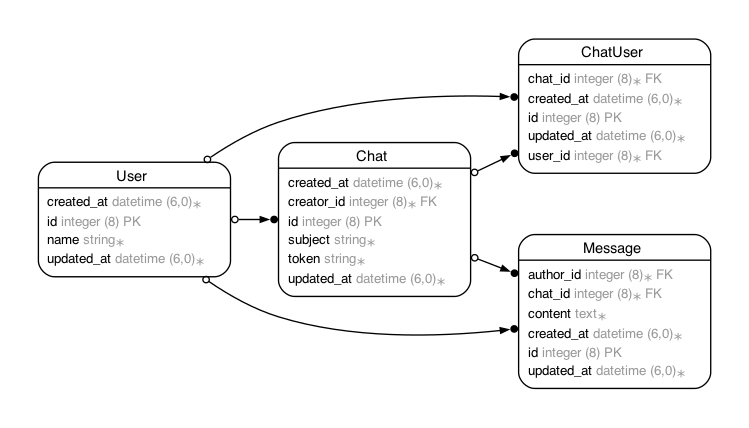 User
created_at datetime (6,0)∗
id integer (8) PK
name string∗
updated_at datetime (6,0)∗
Chat
created_at datetime (6,0)∗
creator_id integer (8)∗ FK
id integer (8) PK
subject string∗
token string∗
updated_at datetime (6,0)∗
ChatUser
chat_id integer (8)∗ FK
created_at datetime (6,0)∗
id integer (8) PK
updated_at datetime (6,0)∗
user_id integer (8)∗ FK
Message
author_id integer (8)∗ FK
chat_id integer (8)∗ FK
content text∗
created_at datetime (6,0)∗
id integer (8) PK
updated_at datetime (6,0)∗